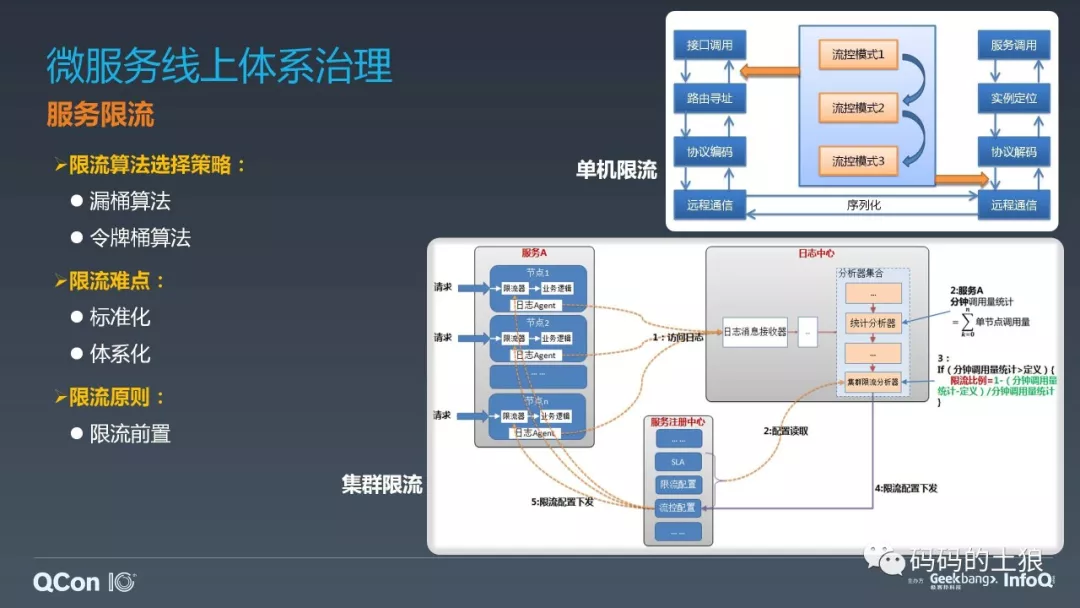 微服务线上体系治理
服务限流
➢限流算法选择策略：
● 漏桶算法
● 令牌桶算法
➢限流难点：
● 标准化
● 体系化
➢限流原则：
● 限流前置
单机限流
接口调用
路由寻址
协议编码
远程通信
流控模式1
流控模式2
流控模式3
服务调用
实例定位
协议解码
远程通信
序列化
集群限流
服务A
请求
节点1
限流器
业务逻辑
日志Agent
请求
节点2
限流器
业务逻辑
日志Agent
... ...
请求
节点n
限流器
业务逻辑
日志Agent
1：访问日志
日志中心
日志消息接收器
...
分析器集合
...
统计分析器
...
集群限流分析器
2:服务A
分钟调用量统计
n
=∑单节点调用量
k=0
3：
If（分钟调用量统计>定义）{
限流比例=1-（分钟调用量
统计-定义）/分钟调用量统计
}
服务注册中心
... ...
SLA
限流配置
流控配置
... ...
2:配置读取
4:限流配置下发
5:限流配置下发
QCon 10+
码码的土狼
主办方
Geekbang>.
极客邦科技
InfoQ